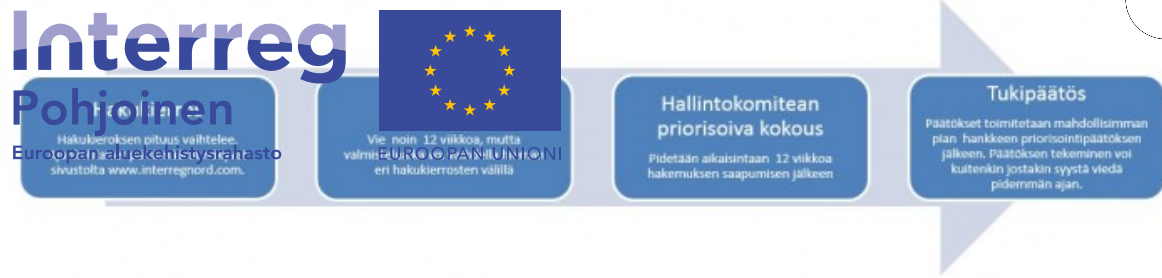 Interreg
Pohjoinen
Euroopan aluekehitysrahasto
EUROOPAN UNIONI
Hakukierros
Hakukieroksen pituus vaihtelee.
sivustolta www.interregnord.com.
Vie noin 12 viikkoa, mutta
eri hakukierrosten välillä
Hallintokomitean
priorisoiva kokous
Pidetään aikaisintaan 12 viikkoa
hakemuksen saapumisen jälkeen
Tukipäätös
Päätökset toimitetaan mahdollisimman
pian hankkeen priorisointipäätöksen
jälkeen. Päätöksen tekeminen voi
kuitenkin jostakin syystä viedä
pidemmän ajan.